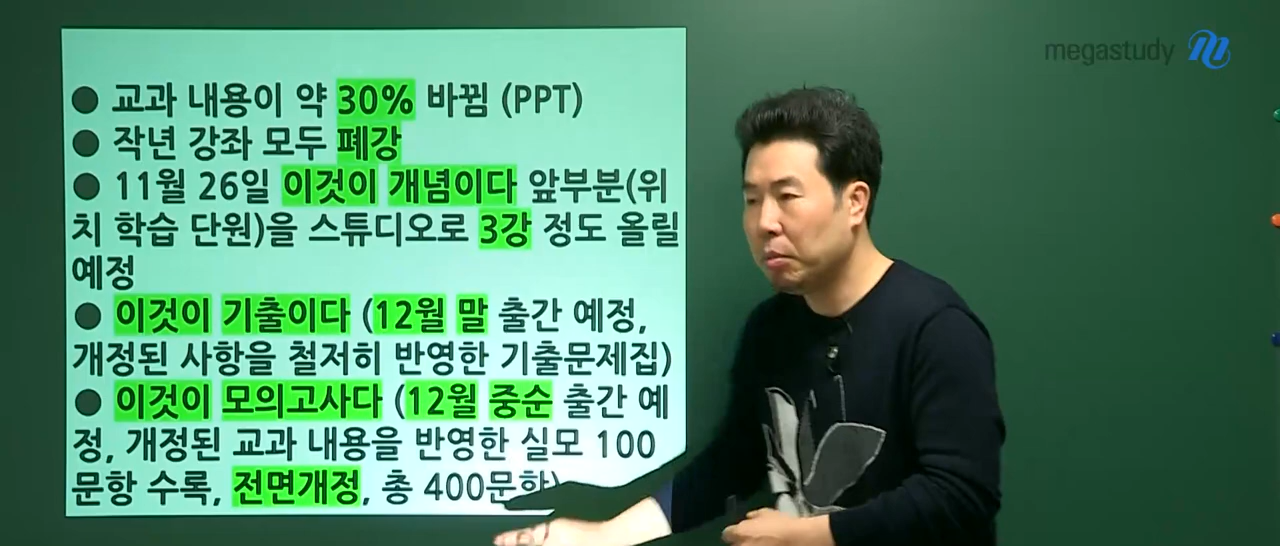 megastudy
● 교과 내용이 약 30% 바뀜 (PPT)
● 작년 강좌 모두 폐강
● 11월 26일 이것이 개념이다 앞부분(위
치 학습 단원)을 스튜디오로 3강 정도 올릴
예정
● 이것이 기출이다 (12월 말 출간 예정,
개정된 사항을 철저히 반영한 기출문제집)
● 이것이 모의고사다 (12월 중순 출간 예
정, 개정된 교과 내용을 반영한 실모 100
문항 수록, 전면개정, 총 400문항)